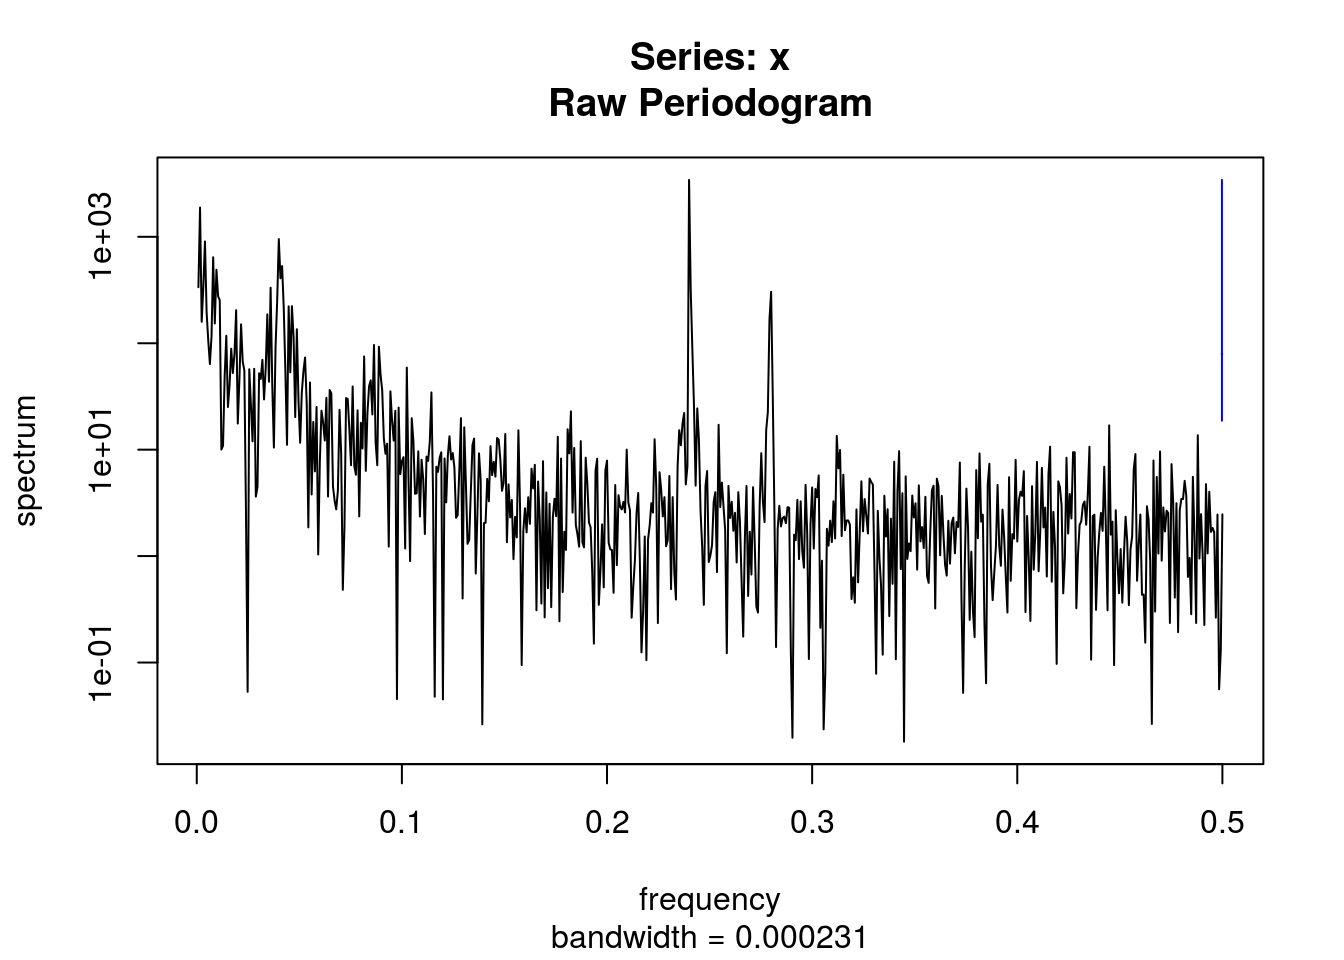 Series: x
Raw Periodogram
spectrum
1e+03
1e+01
1e-01
0.0 0.1 0.2 0.3 0.4 0.5
frequency
bandwidth = 0.000231